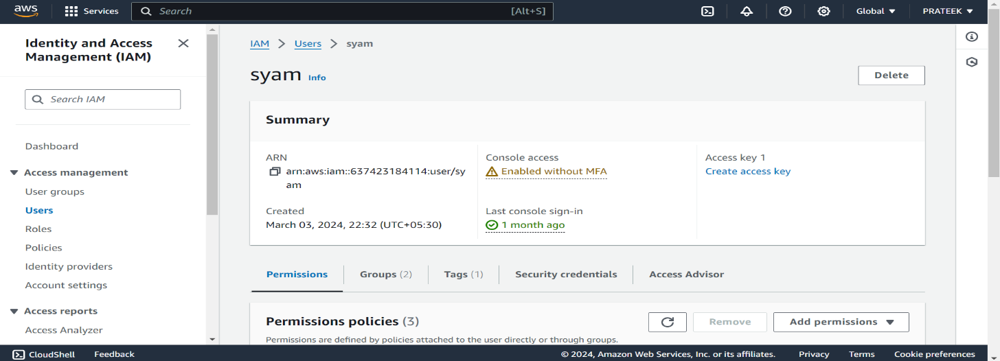 aws
Services
Search
[Alt+S]
Global
PRATEEK
Identity and Access
Management (IAM)
Search IAM
Dashboard
Access management
User groups
Users
Roles
Policies
Identity providers
Account settings
Access reports
Access Analyzer
IAM > Users > syam
syam Info
Delete
Summary
ARN
arn:aws:iam::637423184114:user/sy
am
Created
March 03, 2024, 22:32 (UTC+05:30)
Console access
Enabled without MFA
Last console sign-in
1 month ago
Access key 1
Create access key
Permissions
Groups (2)
Tags (1)
Security credentials
Access Advisor
Permissions policies (3)
Remove
Add permissions
Permissions are defined by policies attached to the user directly or through groups.
CloudShell
Feedback
© 2024, Amazon Web Services, Inc. or its affiliates.
Privacy
Terms
Cookie preferences